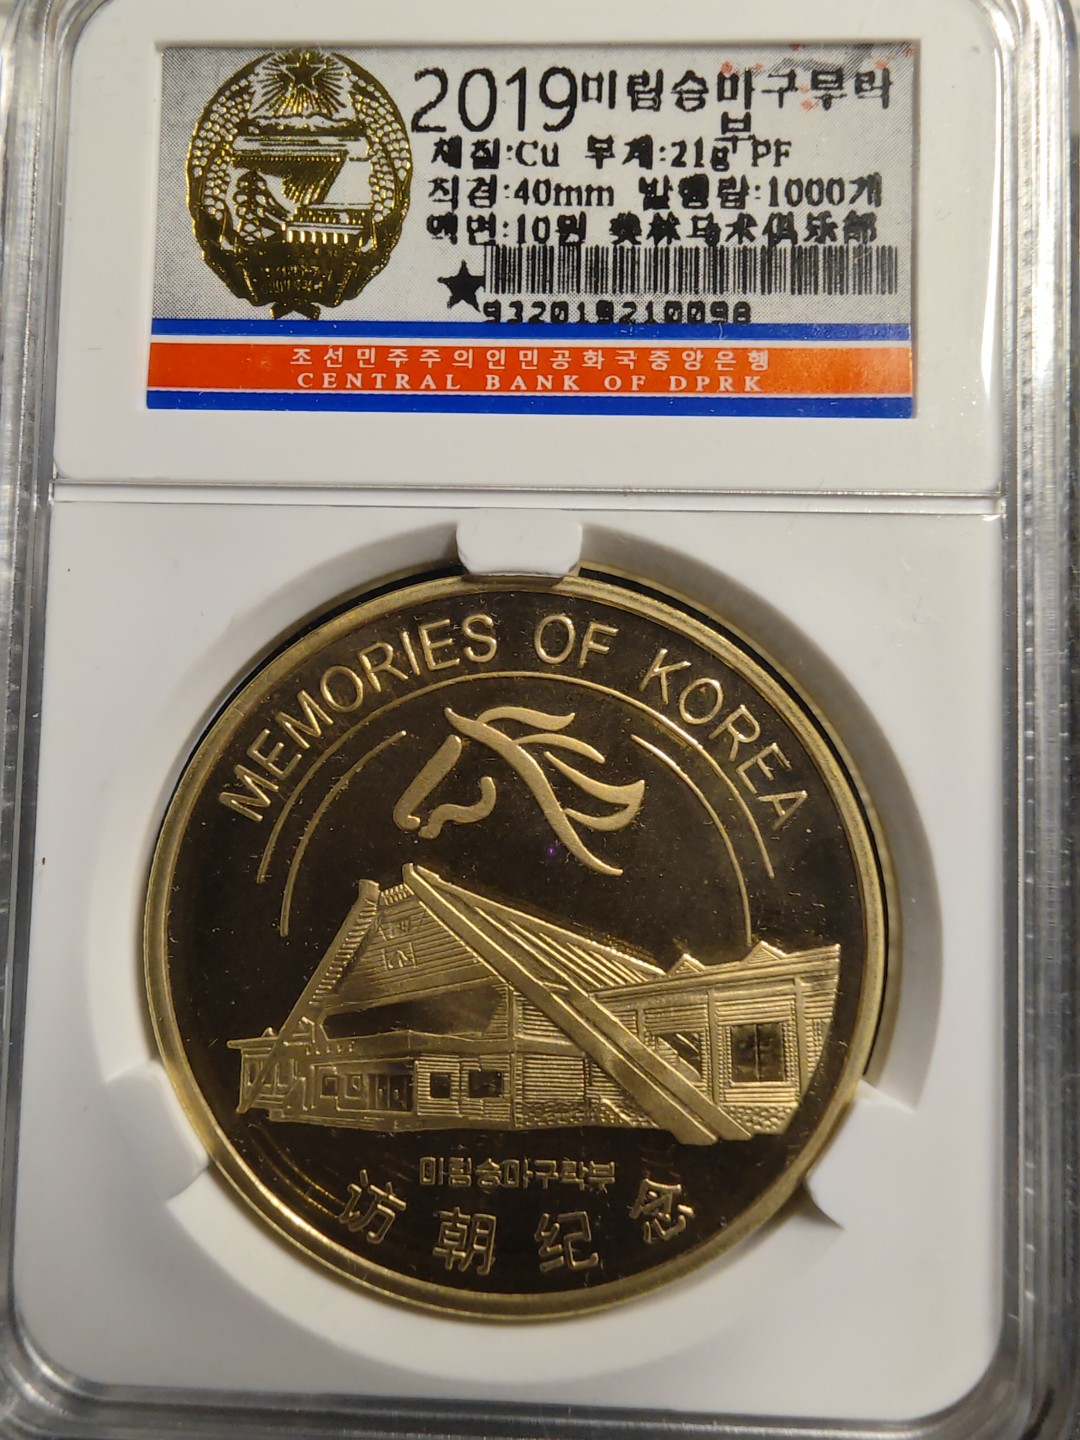 2019미림승마구락부
체질:Cu 부게:21g PF
직경:40mm 발행량:1000개
액면:10원 美林马术俱乐部
9320192210098
조선민주주의인민공화국중앙은행
CENTRAL BANK OF DPRK
MEMORIES OF KOREA
미림승마구락부
访朝纪念